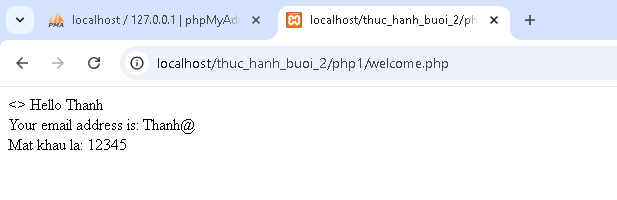 localhost / 127.0.0.1 | phpMyAd
localhost/thuc_hanh_buoi_2/ph
localhost/thuc_hanh_buoi_2/php1/welcome.php
<> Hello Thanh
Your email address is: Thanh@
Mat khau la: 12345